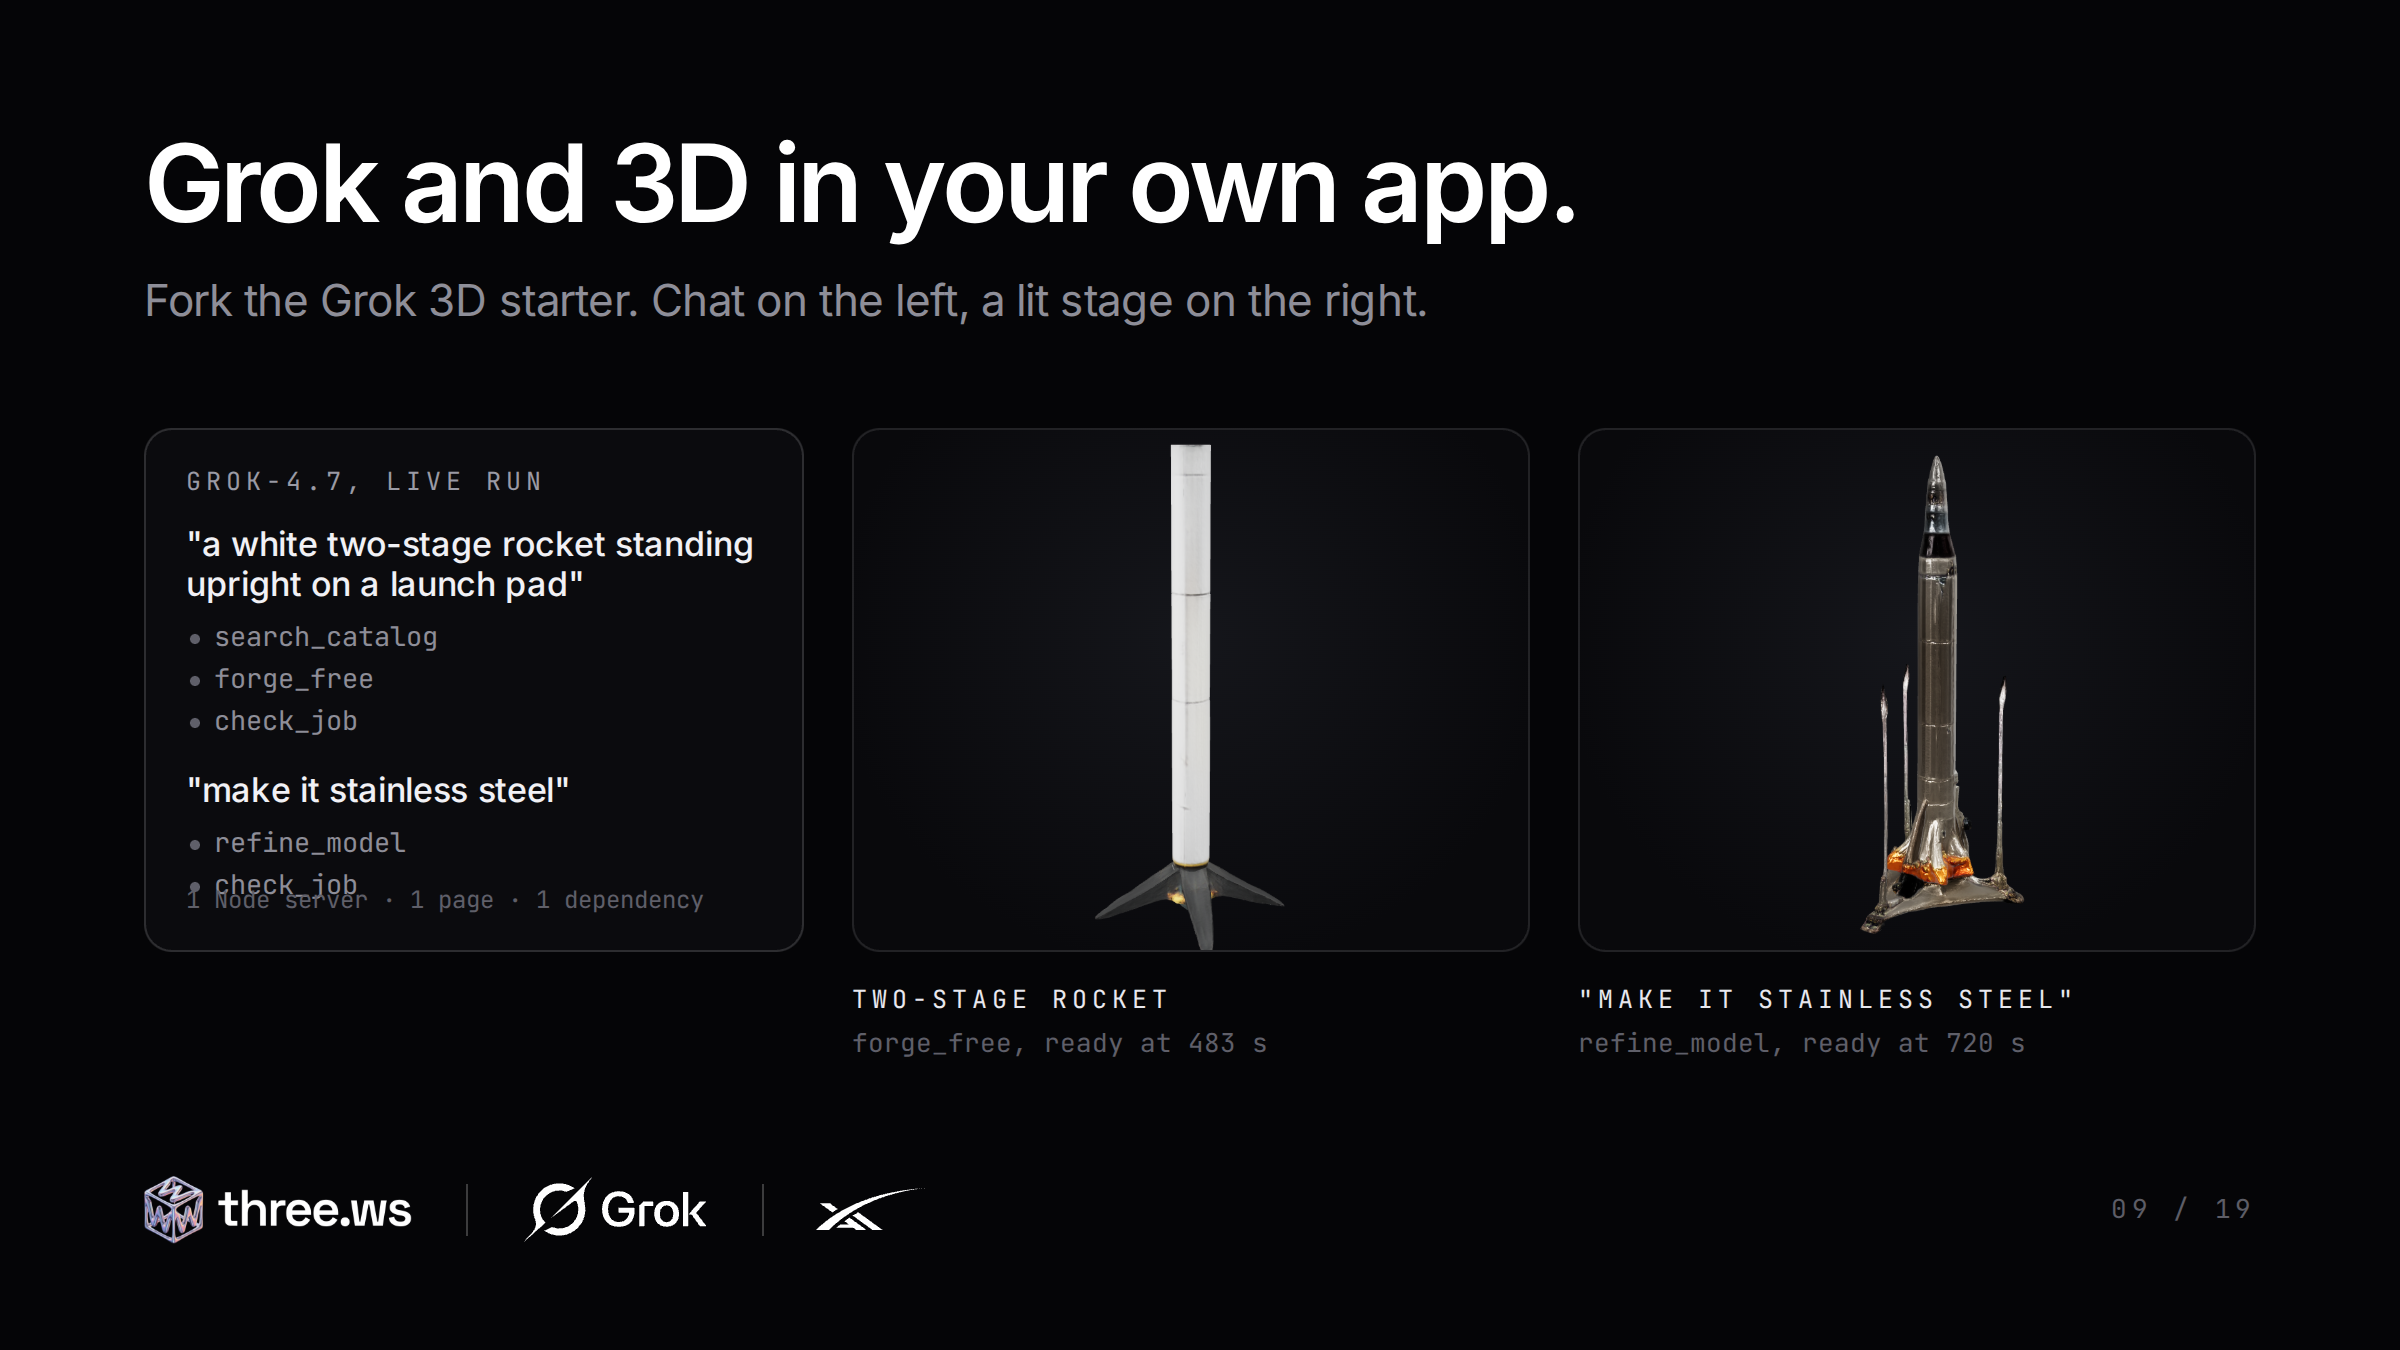 Grok and 3D in your own app.
Fork the Grok 3D starter. Chat on the left, a lit stage on the right.
GROK-4.7, LIVE RUN
"a white two-stage rocket standing
upright on a launch pad"
search_catalog
forge_free
check_job
"make it stainless steel"
refine_model
check_job
1 Node server · 1 page · 1 dependency
TWO-STAGE ROCKET
forge_free, ready at 483 s
"MAKE IT STAINLESS STEEL"
refine_model, ready at 720 s
three.ws
Grok
09 / 19